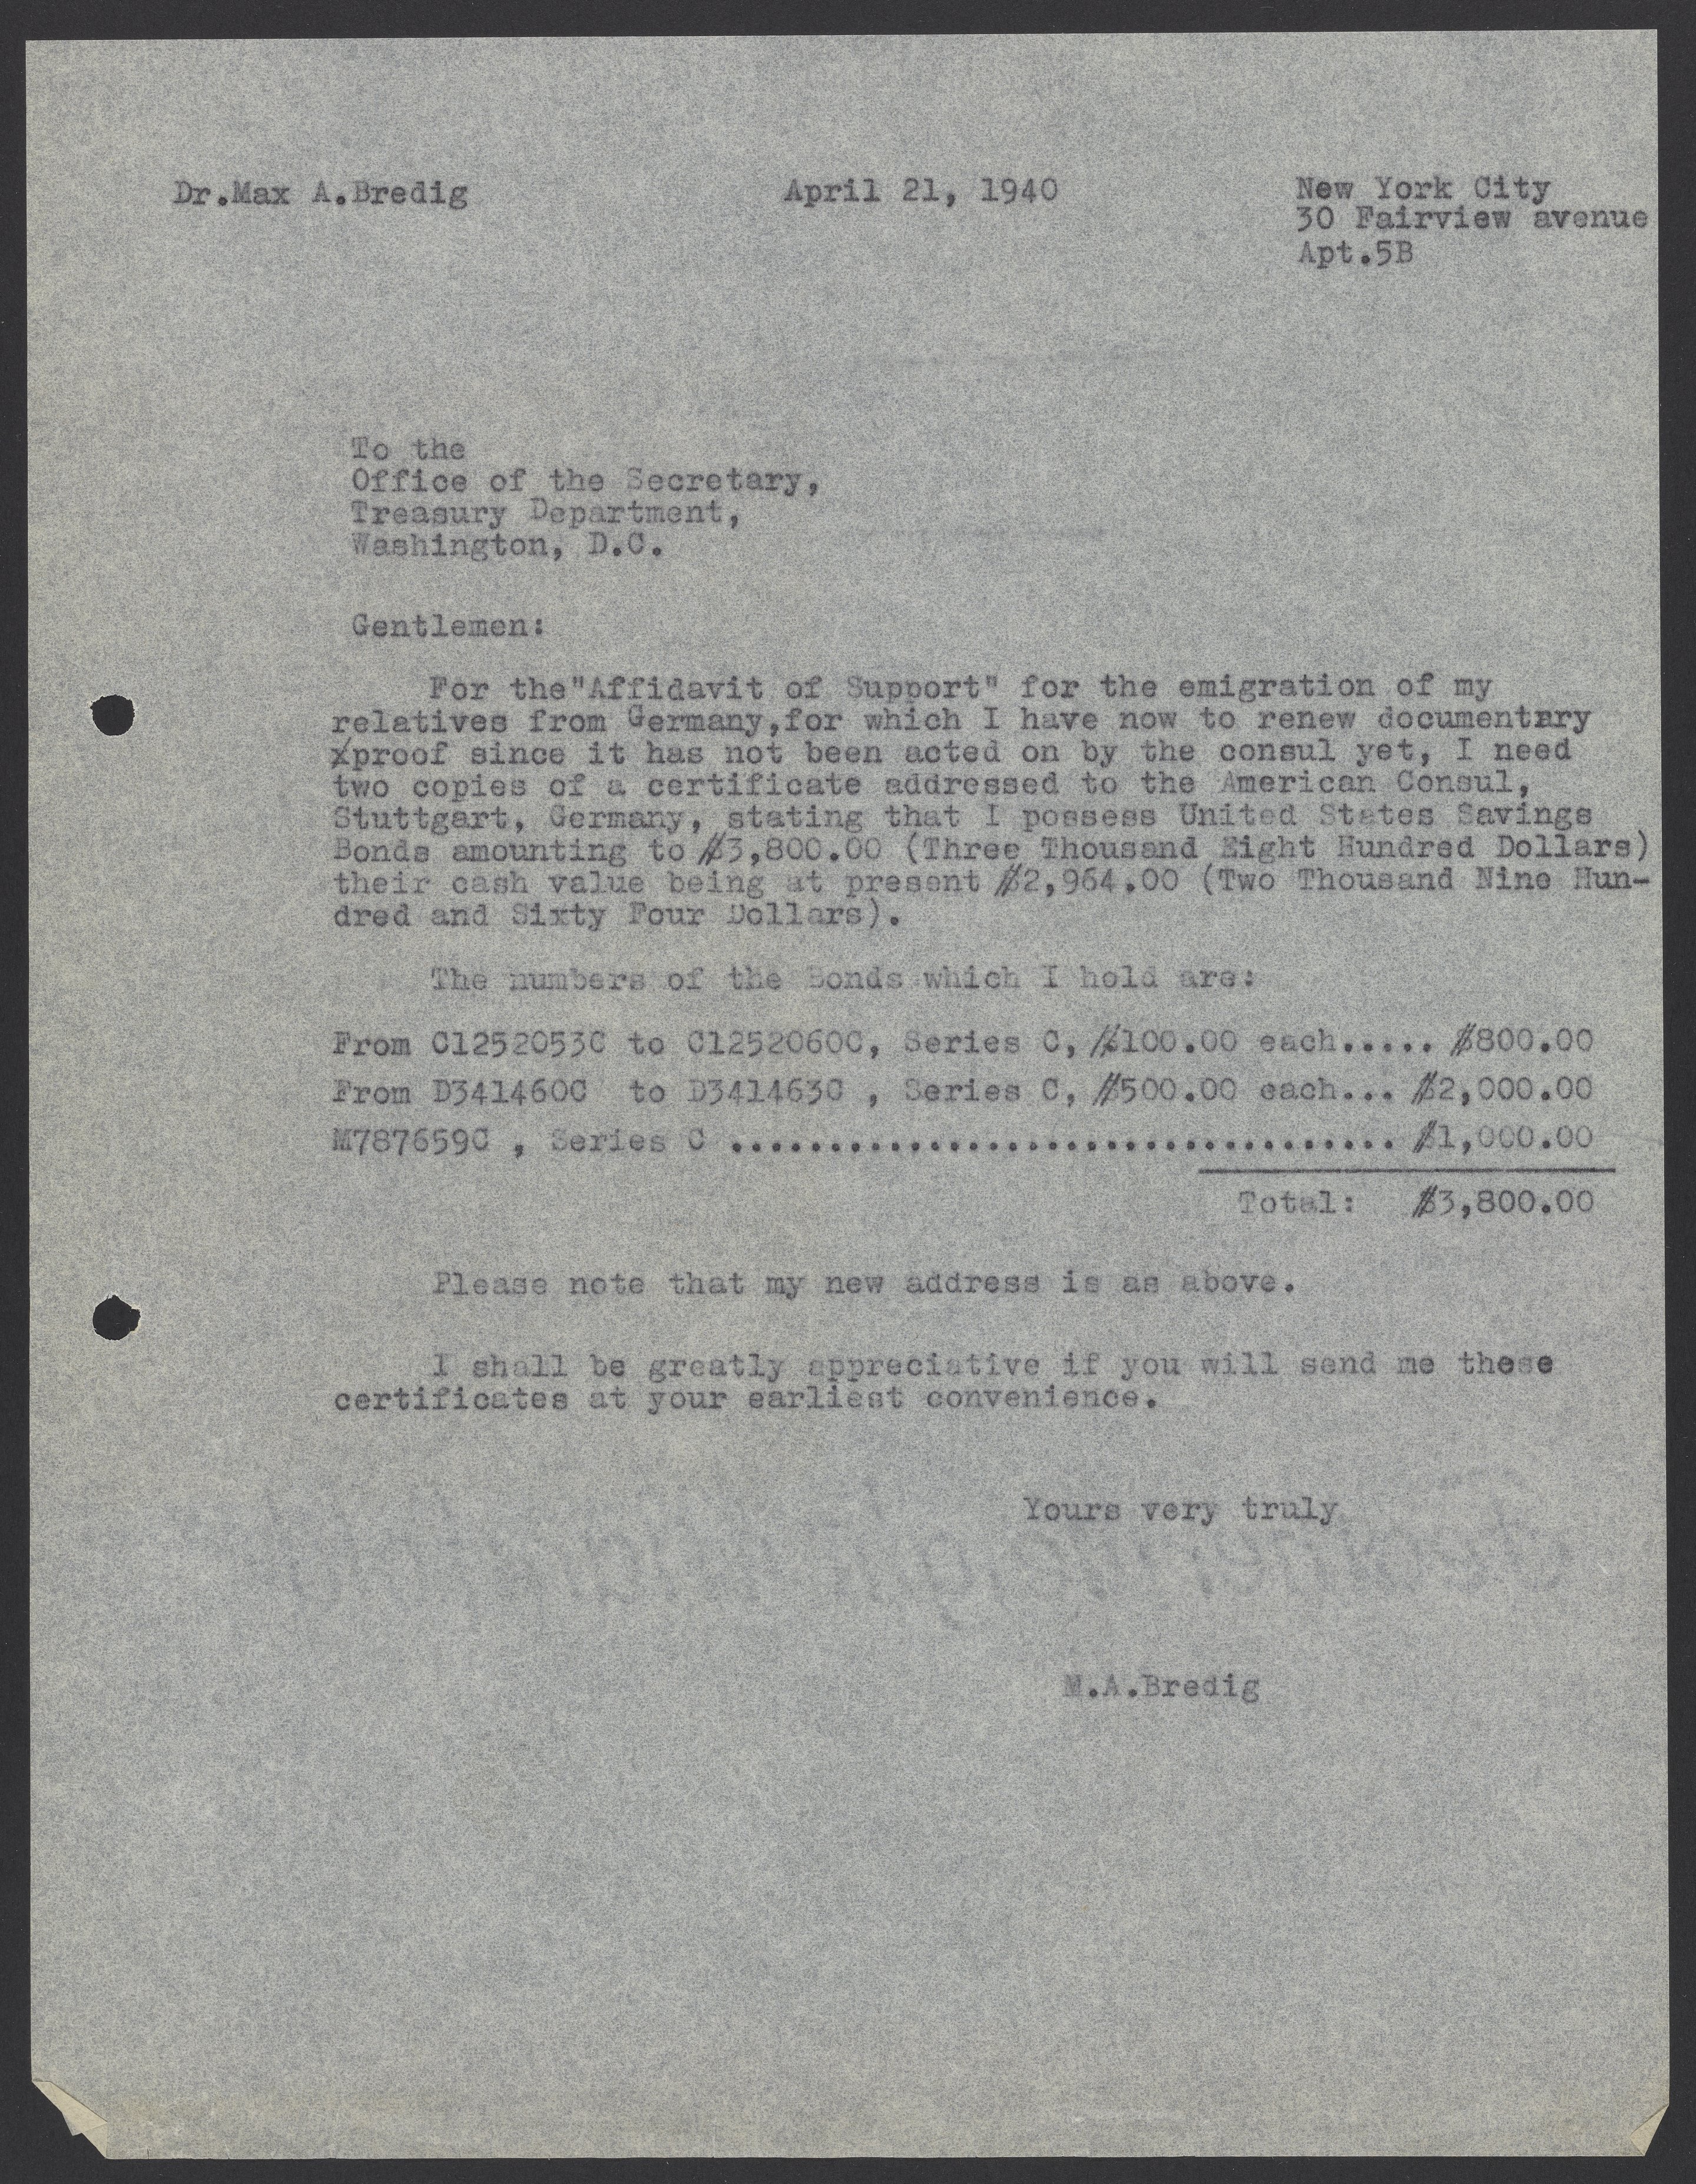 Dr.Max A.Bredig April 21, 1940 New York City
30 Fairview avenue
Apt.5B
To the
Office of the Secretary,
Treasury Department,
Washington, D.C.
Gentlemen:
For the"Affidavit of Support" for the emigration of my
relatives from Germany,for which I have now to renew documentary
xproof since it has not been acted on by the consul yet, I need
two copies of a certificate addressed to the American Consul,
Stuttgart, Germany, stating that I possess United States Savings
Bonds amounting to $3,800.00 (Three Thousand Eight Hundred Dollars)
their cash value being at present $2,964.00 (Two Thousand Nine Hun-
dred and Sixty Four Dollars).
The numbers of the Bonds which I hold are:
From C1252053C to C1252060C, Series C, $100.00 each..... $800.00
From D341460C to D341463C , Series C, $500.00 each... $2,000.00
M787659C , Series C .................................. $1,000.00
Total: $3,800.00
Please note that my new address is as above.
I shall be greatly appreciative if you will send me these
certificates at your earliest convenience.
Yours very truly
M.A.Bredig